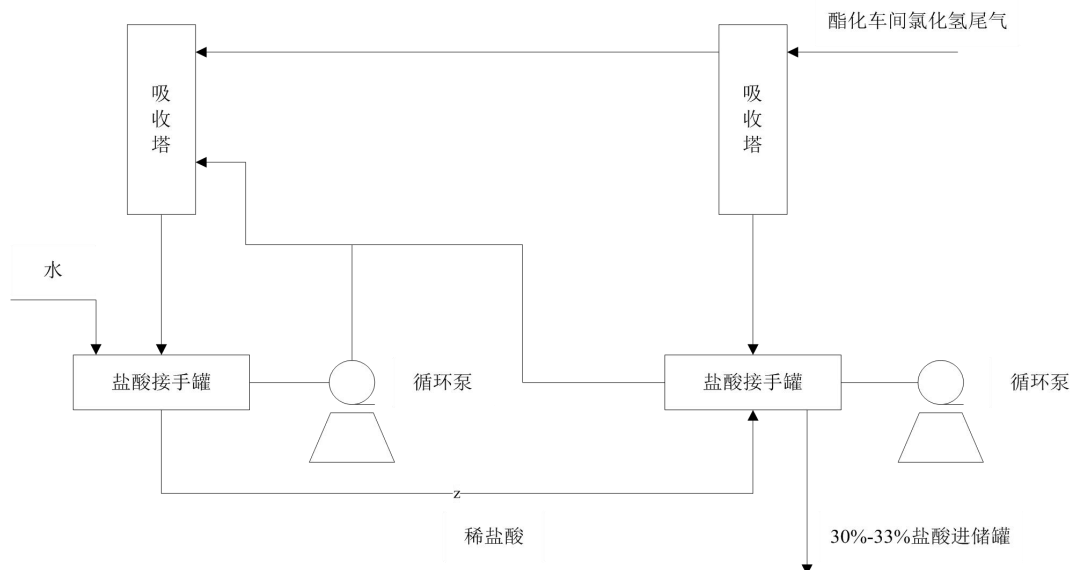 酯化车间氯化氢尾气
吸收塔
吸收塔
水
盐酸接手罐
循环泵
盐酸接手罐
循环泵
z
稀盐酸
30%-33%盐酸进储罐